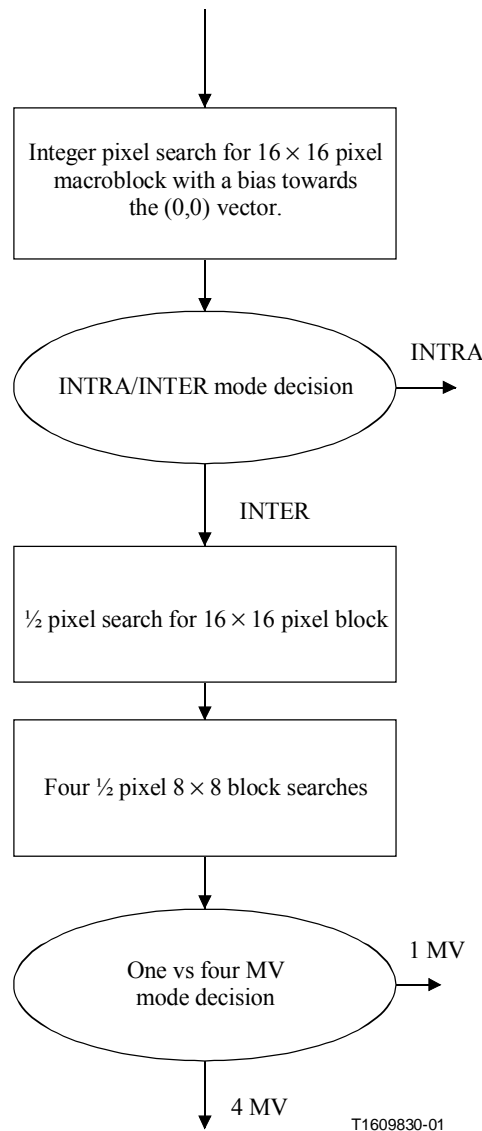 Integer pixel search for 16 × 16 pixel
macroblock with a bias towards
the (0,0) vector.
INTRA/INTER mode decision
INTRA
INTER
½ pixel search for 16 × 16 pixel block
Four ½ pixel 8 × 8 block searches
One vs four MV
mode decision
1 MV
4 MV
T1609830-01